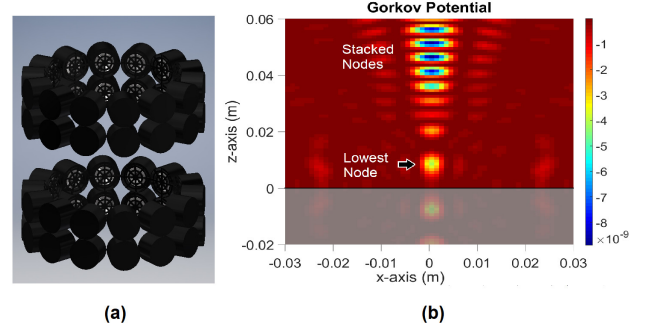 Gorkov Potential
0.06
0.04
0.02
0
-0.02
z-axis (m)
Stacked
Nodes
Lowest
Node
-0.03 -0.02 -0.01 0 0.01 0.02 0.03
x-axis (m)
-1
-2
-3
-4
-5
-6
-7
-8
×10⁻⁹
(a) (b)